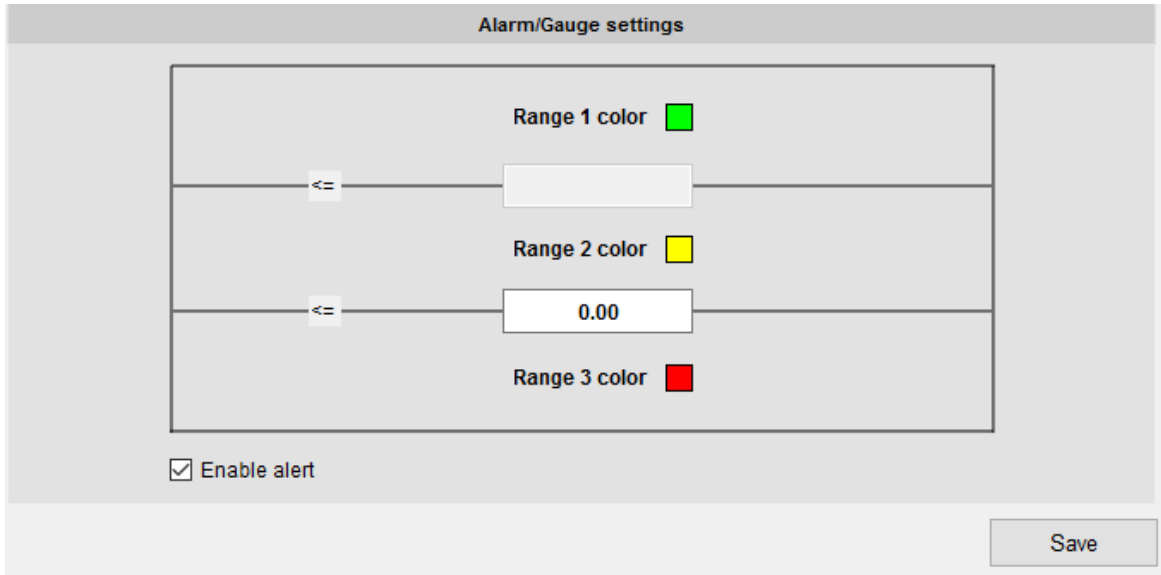 Alarm/Gauge settings
Range 1 color
<=
Range 2 color
<= 0.00
Range 3 color
Enable alert
Save